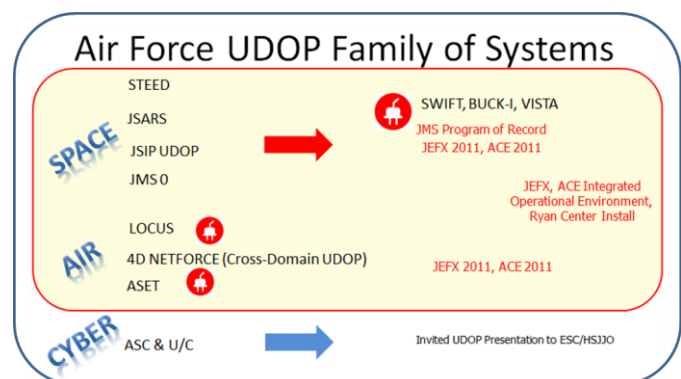 Air Force UDOP Family of Systems
SPACE
STEED
JSARS
JSIP UDOP
JMS 0
SWIFT, BUCK-I, VISTA
JMS Program of Record
JEFX 2011, ACE 2011
JEFX, ACE Integrated
Operational Environment,
Ryan Center Install
AIR
LOCUS
4D NETFORCE (Cross-Domain UDOP)
ASET
JEFX 2011, ACE 2011
CYBER
ASC & U/C
Invited UDOP Presentation to ESC/HSJJO